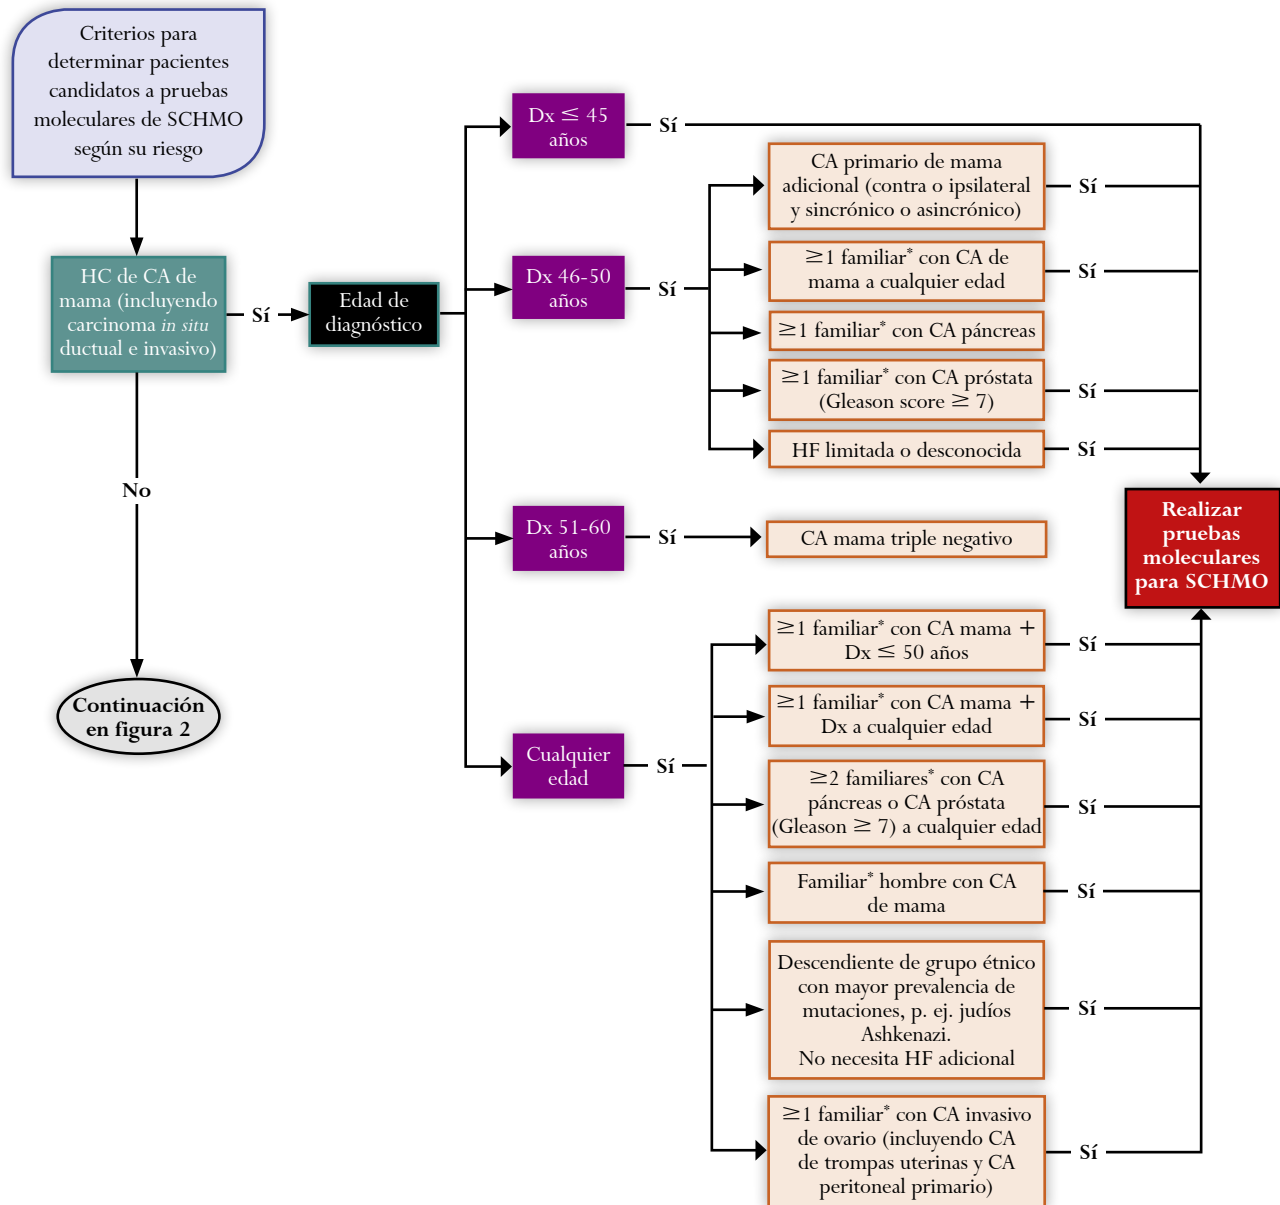 Criterios para
determinar pacientes
candidatos a pruebas
moleculares de SCHMO
según su riesgo
HC de CA de
mama (incluyendo
carcinoma in situ
ductual e invasivo)
Sí
Edad de
diagnóstico
No
Continuación
en figura 2
Dx ≤ 45
años
Sí
Dx 46-50
años
Sí
CA primario de mama
adicional (contra o ipsilateral
y sincrónico o asincrónico)
Sí
≥1 familiar* con CA de
mama a cualquier edad
Sí
≥1 familiar* con CA páncreas
≥1 familiar* con CA próstata
(Gleason score ≥ 7)
Sí
HF limitada o desconocida
Sí
Dx 51-60
años
Sí
CA mama triple negativo
Realizar
pruebas
moleculares
para SCHMO
Cualquier
edad
Sí
≥1 familiar* con CA mama +
Dx ≤ 50 años
Sí
≥1 familiar* con CA mama +
Dx a cualquier edad
Sí
≥2 familiares* con CA
páncreas o CA próstata
(Gleason ≥ 7) a cualquier edad
Sí
Familiar* hombre con CA
de mama
Sí
Descendiente de grupo étnico
con mayor prevalencia de
mutaciones, p. ej. judíos
Ashkenazi.
No necesita HF adicional
Sí
≥1 familiar* con CA invasivo
de ovario (incluyendo CA
de trompas uterinas y CA
peritoneal primario)
Sí